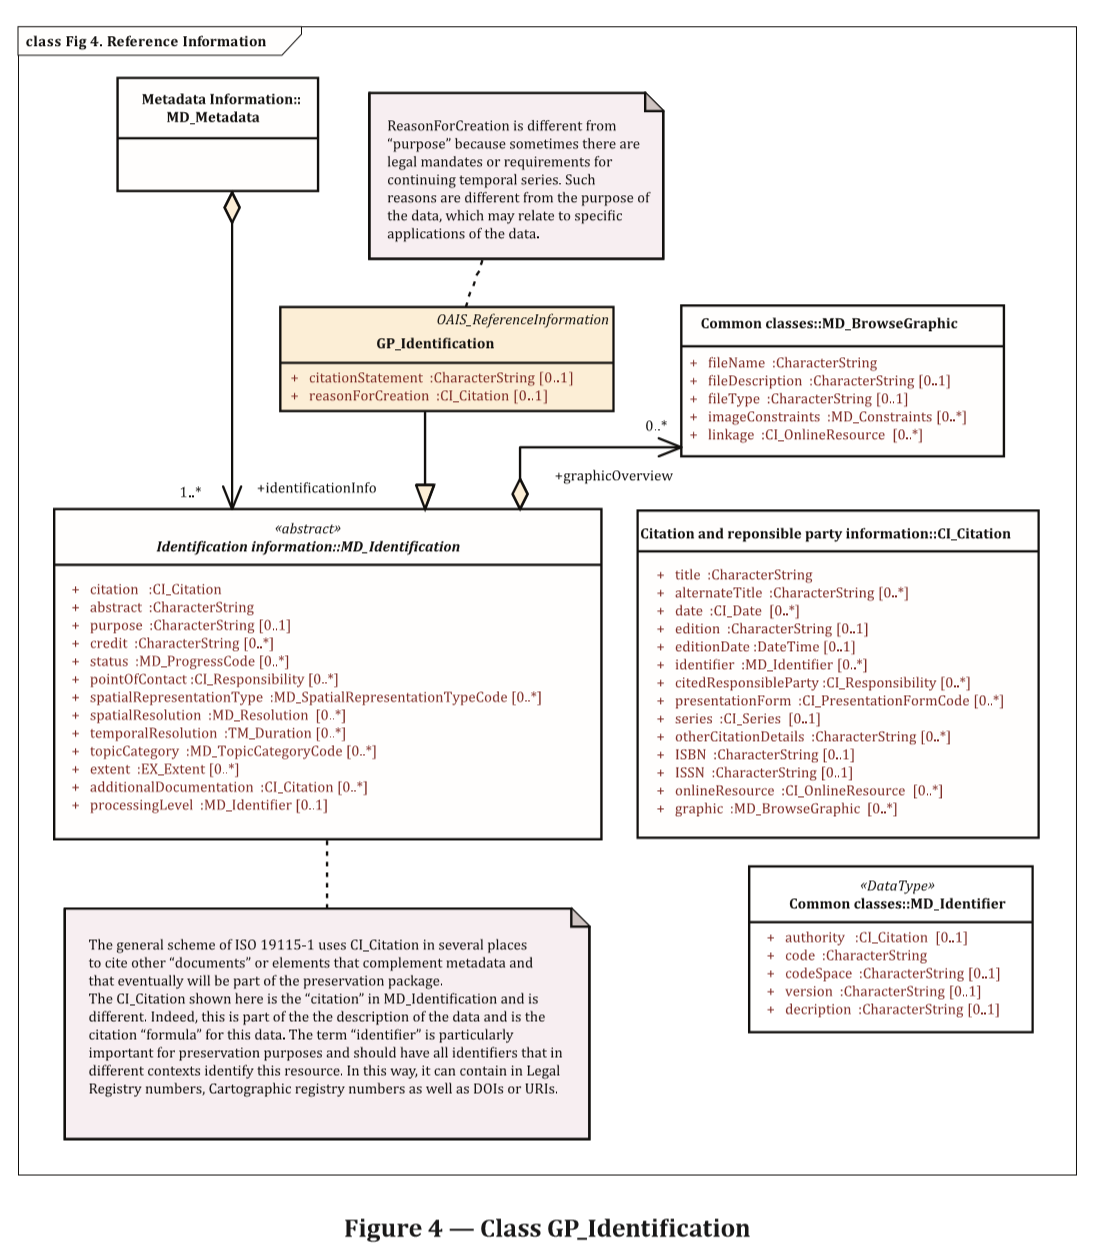 class Fig 4. Reference Information
Metadata Information::
MD_Metadata
ReasonForCreation is different from
“purpose” because sometimes there are
legal mandates or requirements for
continuing temporal series. Such
reasons are different from the purpose of
the data, which may relate to specific
applications of the data.
OAIS_ReferenceInformation
GP_Identification
+ citationStatement :CharacterString [0..1]
+ reasonForCreation :CI_Citation [0..1]
Common classes::MD_BrowseGraphic
+ fileName :CharacterString
+ fileDescription :CharacterString [0..1]
+ fileType :CharacterString [0..1]
+ imageConstraints :MD_Constraints [0..*]
+ linkage :CI_OnlineResource [0..*]
0..*
+graphicOverview
1..*
+identificationInfo
«abstract»
Identification information::MD_Identification
+ citation :CI_Citation
+ abstract :CharacterString
+ purpose :CharacterString [0..1]
+ credit :CharacterString [0..*]
+ status :MD_ProgressCode [0..*]
+ pointOfContact :CI_Responsibility [0..*]
+ spatialRepresentationType :MD_SpatialRepresentationTypeCode [0..*]
+ spatialResolution :MD_Resolution [0..*]
+ temporalResolution :TM_Duration [0..*]
+ topicCategory :MD_TopicCategoryCode [0..*]
+ extent :EX_Extent [0..*]
+ additionalDocumentation :CI_Citation [0..*]
+ processingLevel :MD_Identifier [0..1]
Citation and reponsible party information::CI_Citation
+ title :CharacterString
+ alternateTitle :CharacterString [0..*]
+ date :CI_Date [0..*]
+ edition :CharacterString [0..1]
+ editionDate :DateTime [0..1]
+ identifier :MD_Identifier [0..*]
+ citedResponsibleParty :CI_Responsibility [0..*]
+ presentationForm :CI_PresentationFormCode [0..*]
+ series :CI_Series [0..1]
+ otherCitationDetails :CharacterString [0..*]
+ ISBN :CharacterString [0..1]
+ ISSN :CharacterString [0..1]
+ onlineResource :CI_OnlineResource [0..*]
+ graphic :MD_BrowseGraphic [0..*]
«DataType»
Common classes::MD_Identifier
+ authority :CI_Citation [0..1]
+ code :CharacterString
+ codeSpace :CharacterString [0..1]
+ version :CharacterString [0..1]
+ decription :CharacterString [0..1]
The general scheme of ISO 19115-1 uses CI_Citation in several places
to cite other “documents” or elements that complement metadata and
that eventually will be part of the preservation package.
The CI_Citation shown here is the “citation” in MD_Identification and is
different. Indeed, this is part of the the description of the data and is the
citation “formula” for this data. The term “identifier” is particularly
important for preservation purposes and should have all identifiers that in
different contexts identify this resource. In this way, it can contain in Legal
Registry numbers, Cartographic registry numbers as well as DOIs or URIs.
Figure 4 — Class GP_Identification